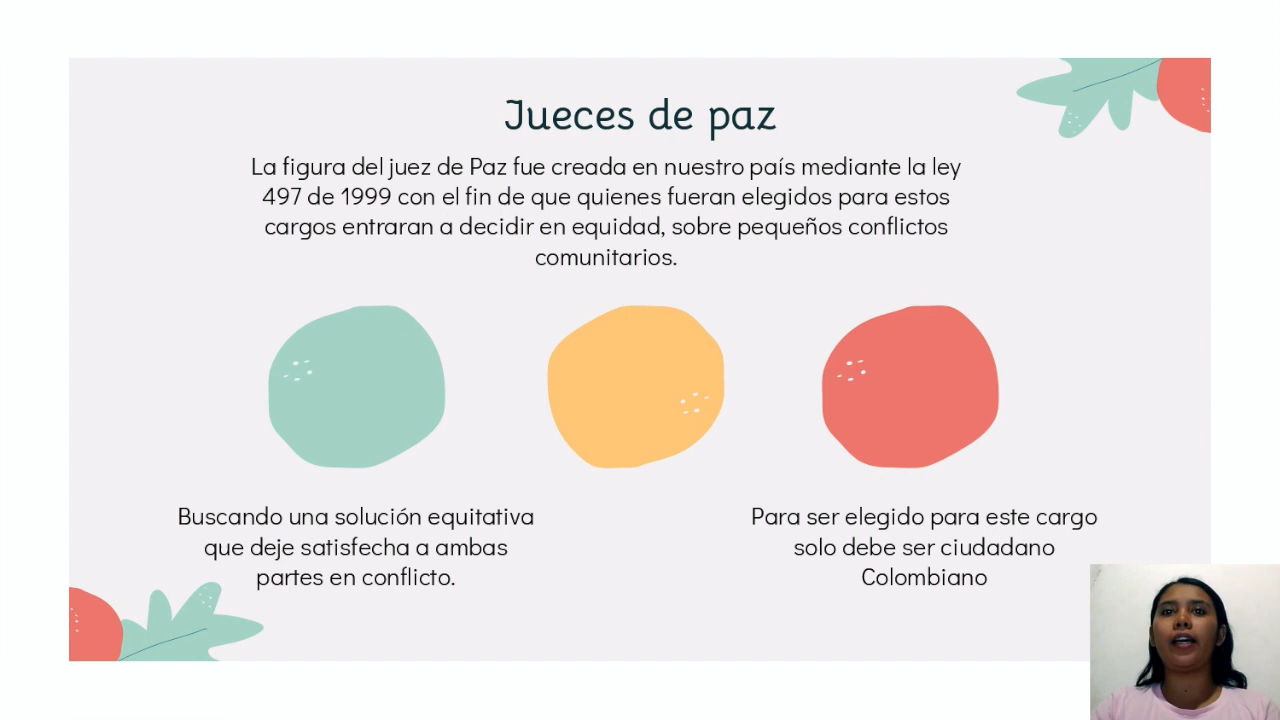 Jueces de paz
La figura del juez de Paz fue creada en nuestro país mediante la ley
497 de 1999 con el fin de que quienes fueran elegidos para estos
cargos entraran a decidir en equidad, sobre pequeños conflictos
comunitarios.
Buscando una solución equitativa
que deje satisfecha a ambas
partes en conflicto.
Para ser elegido para este cargo
solo debe ser ciudadano
Colombiano